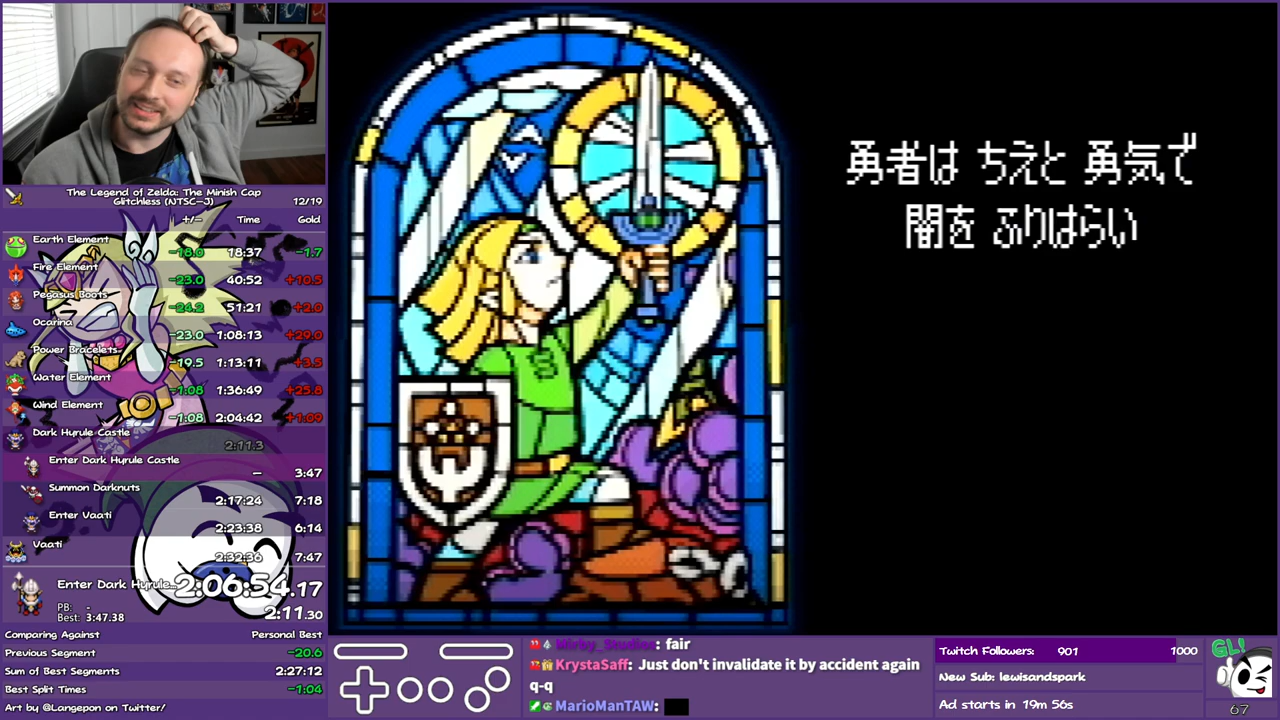 勇者は ちえと 勇気で
闇を ふりはらい
The Legend of Zelda: The Minish Cap
Glitchless (NTSC-J) 12/19
+/- Time Gold
Earth Element -18.0 18:37 -1.7
Fire Element -23.0 40:52 +10.5
Pegasus Boots -24.2 51:21 +2.0
Ocarina -23.0 1:08:13 +29.0
Power Bracelets -19.5 1:13:11 +3.5
Water Element -1:08 1:36:49 +25.8
Wind Element -1:08 2:04:42 +1:09
Dark Hyrule Castle 2:11.3
Enter Dark Hyrule Castle - 3:47
Summon Darknuts 2:17:24 7:18
Enter Vaati 2:23:38 6:14
Vaati 2:32:36 7:47
Enter Dark Hyrule... 2:06:54.17
PB: -
Best: 3:47.38 2:11.30
Comparing Against Personal Best
Previous Segment -20.6
Sum of Best Segments 2:27:12
Best Split Times -1:04
Art by @Langepon on Twitter/
Mirby_Studios: fair
KrystaSaff: Just don't invalidate it by accident again
q-q
MarioManTAW:
Twitch Followers: 901 1000
New Sub: lewisandspark
Ad starts in 19m 56s
GL!
67